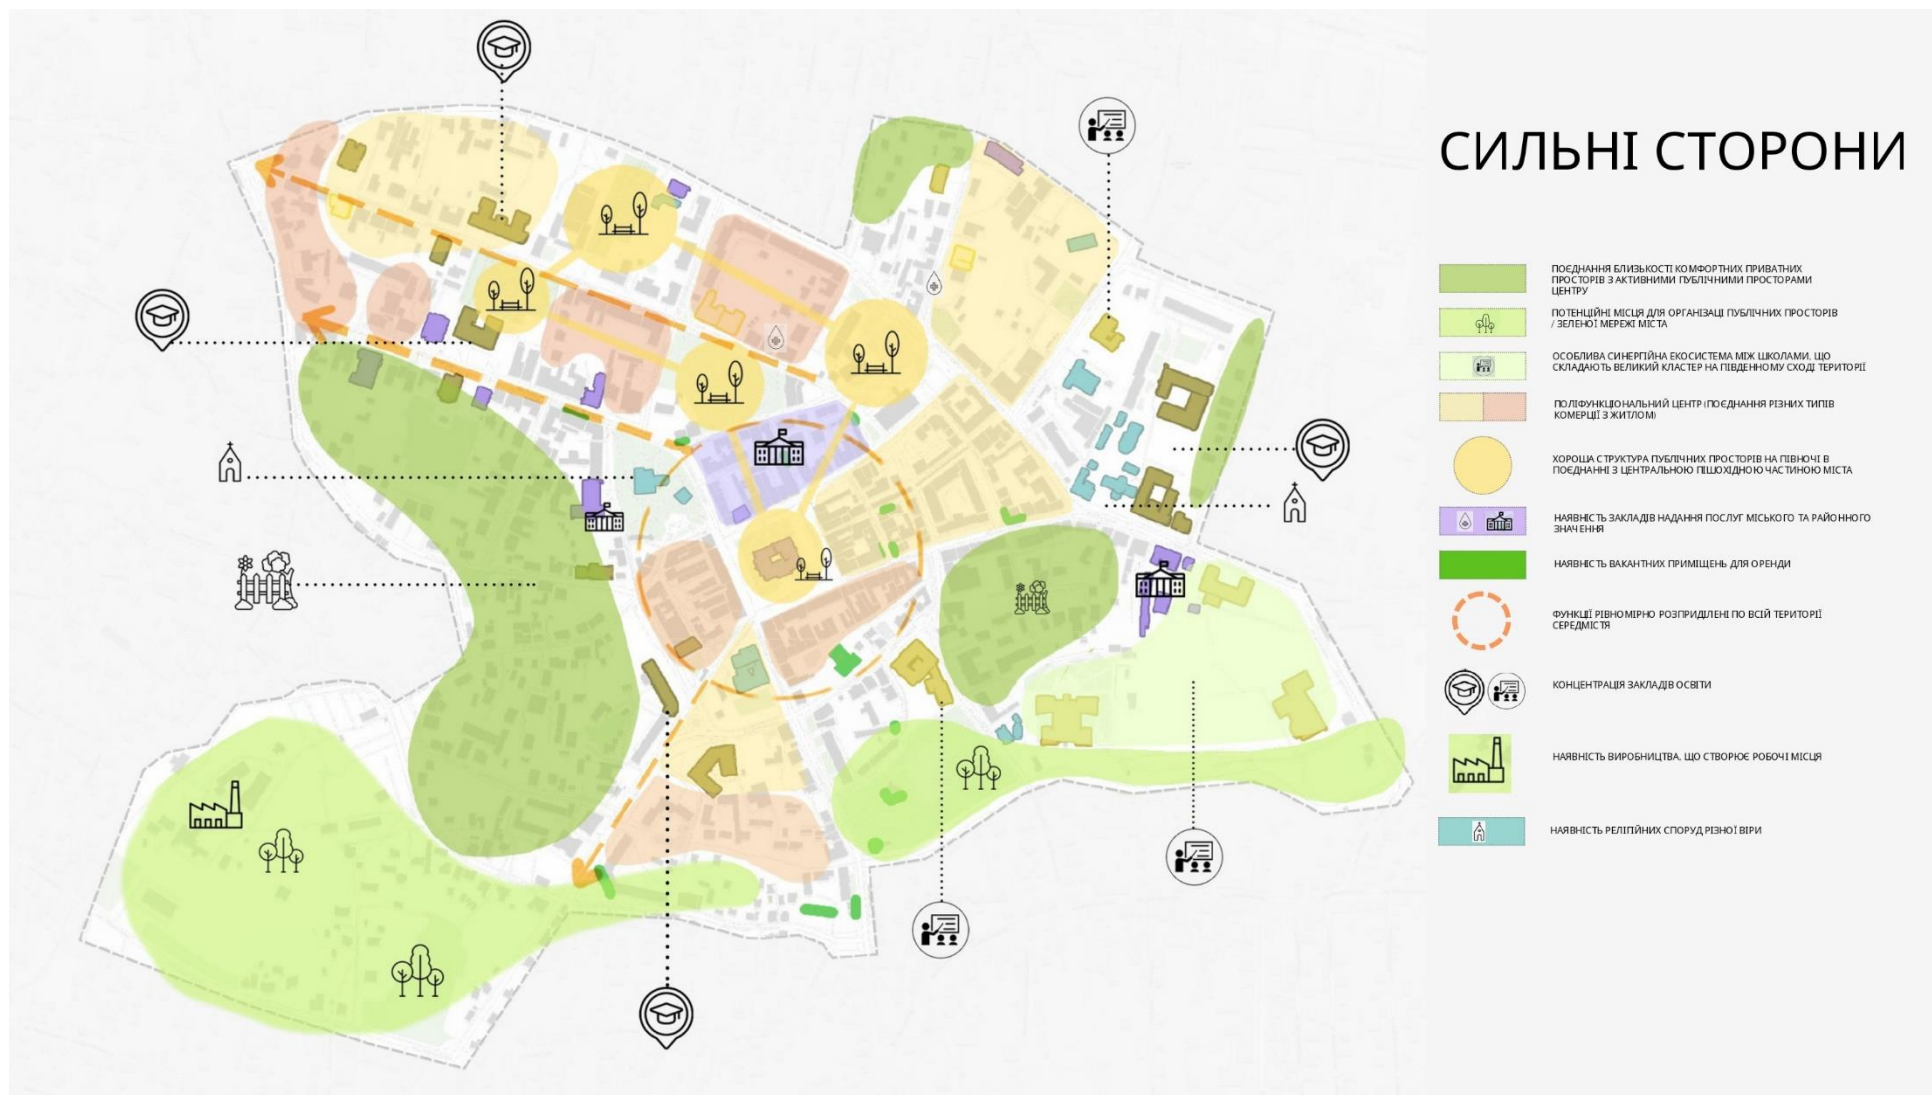 СИЛЬНІ СТОРОНИ
ПОЄДНАННЯ БЛИЗЬКОСТІ КОМФОРТНИХ ПРИВАТНИХ
ПРОСТОРІВ З АКТИВНИМИ ПУБЛІЧНИМИ ПРОСТОРАМИ
ЦЕНТРУ
ПОТЕНЦІЙНІ МІСЦЯ ДЛЯ ОРГАНІЗАЦІ ПУБЛІЧНИХ ПРОСТОРІВ
/ ЗЕЛЕНОЇ МЕРЕЖІ МІСТА
ОСОБЛИВА СИНЕРГІЙНА ЕКОСИСТЕМА МІЖ ШКОЛАМИ, ЩО
СКЛАДАЮТЬ ВЕЛИКИЙ КЛАСТЕР НА ПІВДЕННОМУ СХОДІ ТЕРИТОРІЇ
ПОЛІФУНКЦІОНАЛЬНИЙ ЦЕНТР (ПОЄДНАННЯ РІЗНИХ ТИПІВ
КОМЕРЦІЇ З ЖИТЛОМ)
ХОРОША СТРУКТУРА ПУБЛІЧНИХ ПРОСТОРІВ НА ПІВНОЧІ В
ПОЄДНАННІ З ЦЕНТРАЛЬНОЮ ПІШОХІДНОЮ ЧАСТИНОЮ МІСТА
НАЯВНІСТЬ ЗАКЛАДІВ НАДАННЯ ПОСЛУГ МІСЬКОГО ТА РАЙОННОГО
ЗНАЧЕННЯ
НАЯВНІСТЬ ВАКАНТНИХ ПРИМІЩЕНЬ ДЛЯ ОРЕНДИ
ФУНКЦІЇ РІВНОМІРНО РОЗПРИДІЛЕНІ ПО ВСІЙ ТЕРИТОРІЇ
СЕРЕДМІСТЯ
КОНЦЕНТРАЦІЯ ЗАКЛАДІВ ОСВІТИ
НАЯВНІСТЬ ВИРОБНИЦТВА, ЩО СТВОРЮЄ РОБОЧІ МІСЦЯ
НАЯВНІСТЬ РЕЛІГІЙНИХ СПОРУД РІЗНОЇ ВІРИ